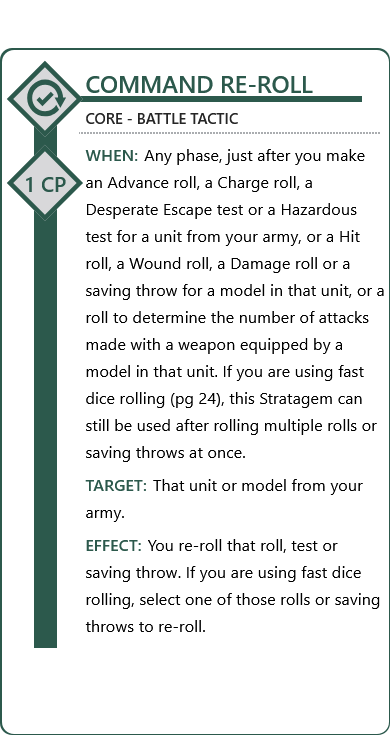 COMMAND RE-ROLL
CORE - BATTLE TACTIC
WHEN: Any phase, just after you make
1 CP
an Advance roll, a Charge roll, a
Desperate Escape test or a Hazardous
test for a unit from your army, or a Hit
roll, a Wound roll, a Damage roll or a
saving throw for a model in that unit, or a
roll to determine the number of attacks
made with a weapon equipped by a
model in that unit. If you are using fast
dice rolling (pg 24), this Stratagem can
still be used after rolling multiple rolls or
saving throws at once.
TARGET: That unit or model from your
army.
EFFECT: You re-roll that roll, test or
saving throw. If you are using fast dice
rolling, select one of those rolls or saving
throws to re-roll.